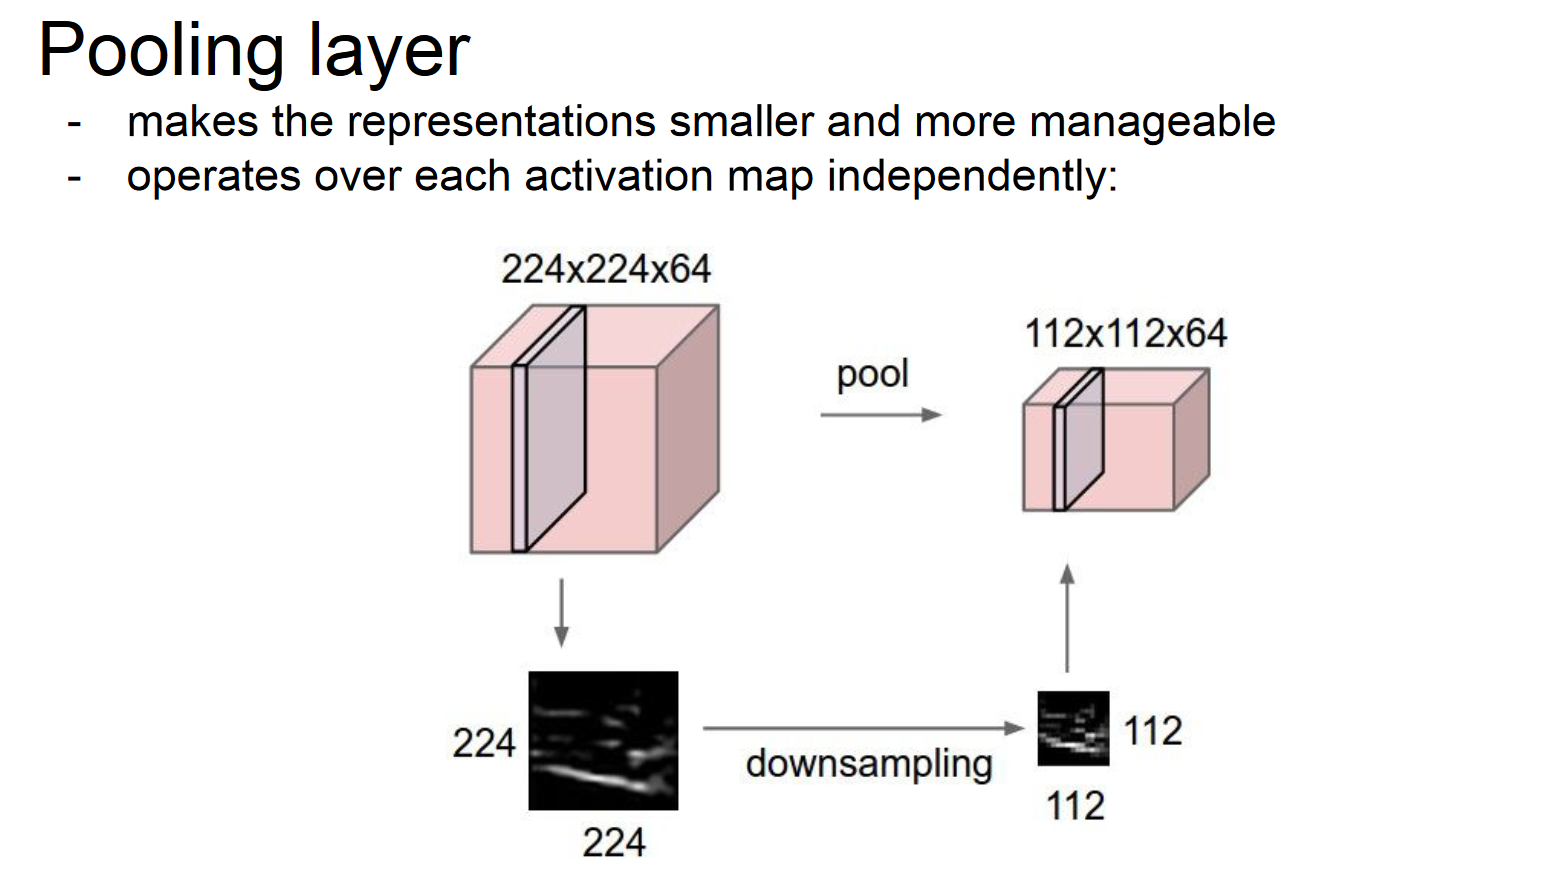 Pooling layer
- makes the representations smaller and more manageable
- operates over each activation map independently:
224x224x64
112x112x64
pool
224
downsampling
112
112
224